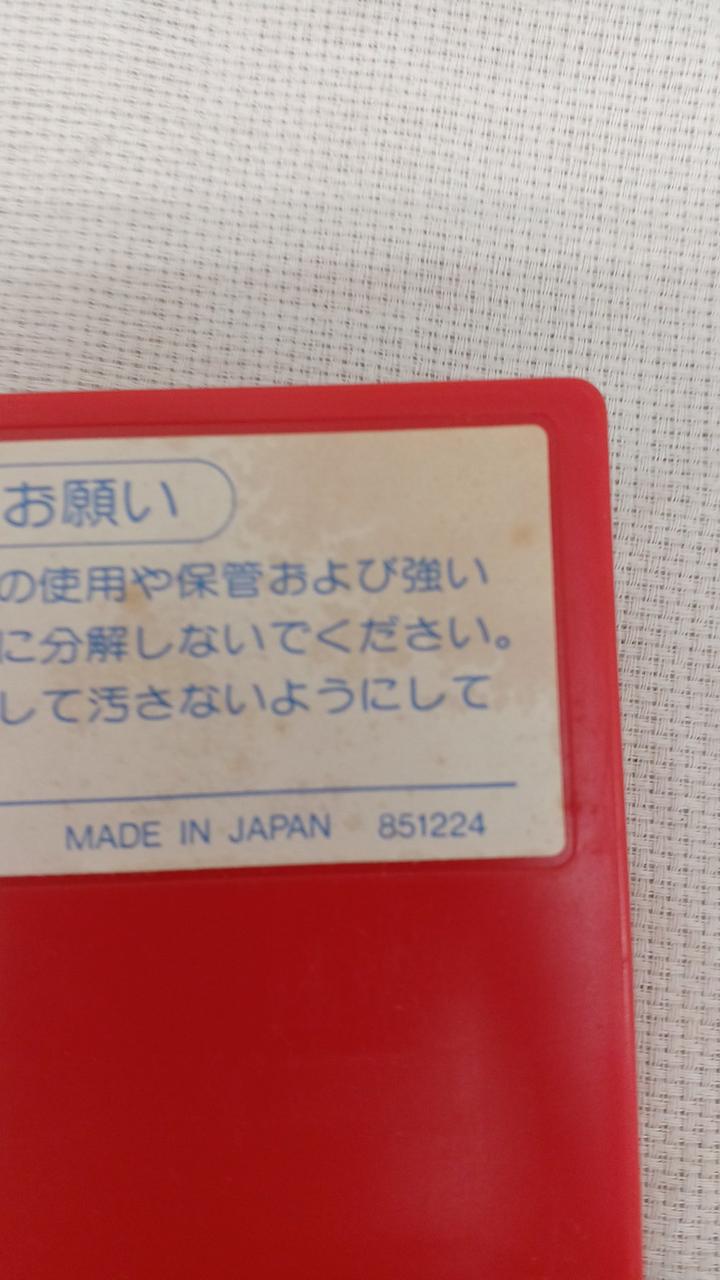 お願い
の使用や保管および強い
に分解しないでください。
して汚さないようにして
MADE IN JAPAN 851224